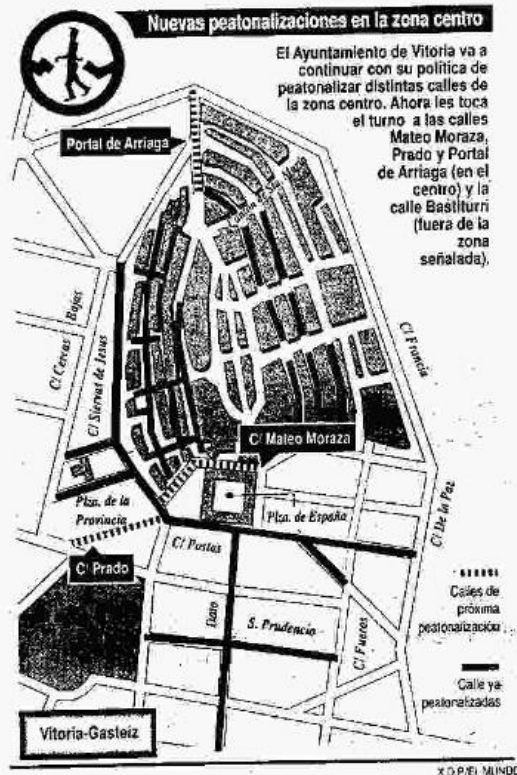 Nuevas peatonalizaciones en la zona centro
El Ayuntamiento de Vitoria va a
continuar con su política de
peatonalizar distintas calles de
la zona centro. Ahora les toca
el turno a las calles
Mateo Moraza,
Prado y Portal
de Arriaga (en el
centro) y la
calle Bastiturri
(fuera de la
zona
señalada).
Portal de Arriaga
C/ Cercas Bajas
C/ Siervas de Jesus
C/ Francia
C/ Mateo Moraza
Plza. de la
Provincia
Plza. de España
C/ De la Paz
C/ Prado
C/ Postas
Dato
S. Prudencio
C/ Fueros
Calles de
próxima
peatonalización
Calle ya
peatonalizadas
Vitoria-Gasteiz
X.D.P/EL MUNDO